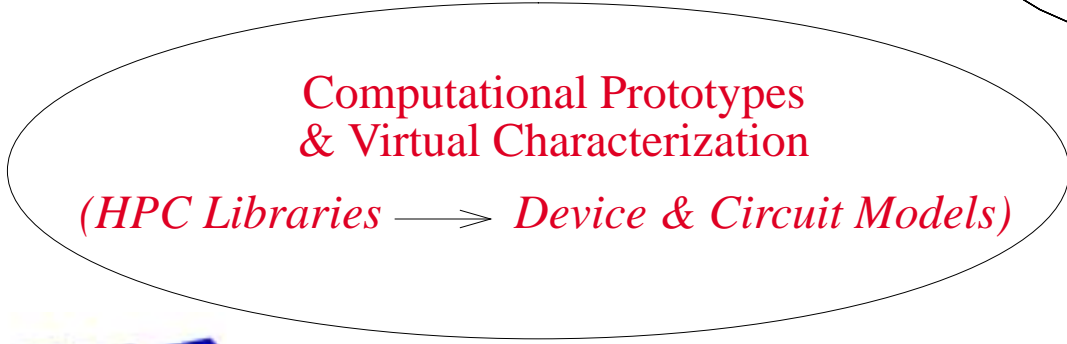 Computational Prototypes
& Virtual Characterization
(HPC Libraries ⟶ Device & Circuit Models)